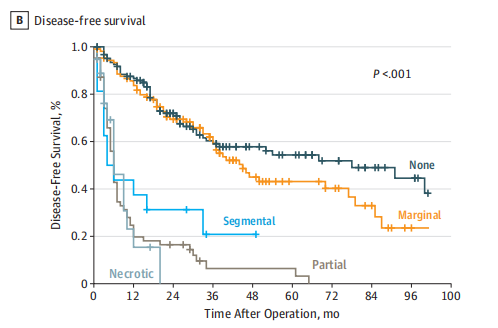 B Disease-free survival
1.0
P <.001
0.8
0.6
0.4
0.2
0
Disease-Free Survival, %
None
Marginal
Segmental
Partial
Necrotic
0 12 24 36 48 60 72 84 96 100
Time After Operation, mo